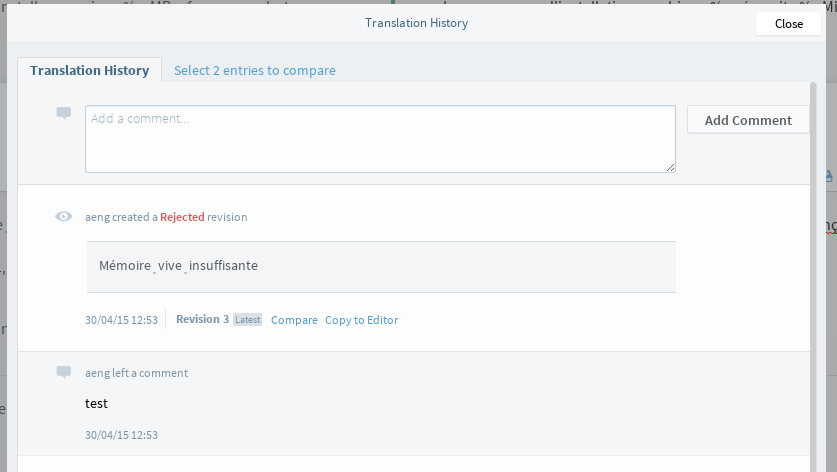 Translation History
Close
Translation History
Select 2 entries to compare
Add a comment...
Add Comment
aeng created a Rejected revision
Mémoire vive insuffisante
30/04/15 12:53
Revision 3 Latest
Compare
Copy to Editor
aeng left a comment
test
30/04/15 12:53